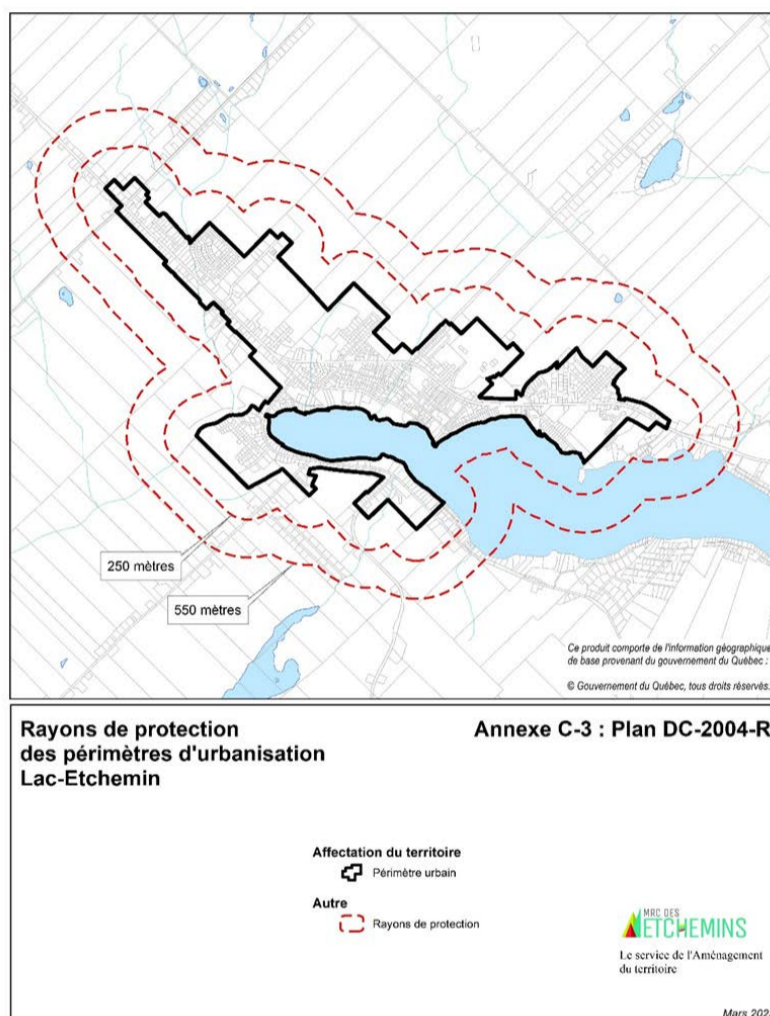 250 mètres
550 mètres
Ce produit comporte de l'information géographique
de base provenant du gouvernement du Québec :
© Gouvernement du Québec, tous droits réservés.
Rayons de protection
des périmètres d'urbanisation
Lac-Etchemin
Annexe C-3 : Plan DC-2004-R
Affectation du territoire
Périmètre urbain
Autre
Rayons de protection
MRC DES
ETCHEMINS
Le service de l'Aménagement
du territoire
Mars